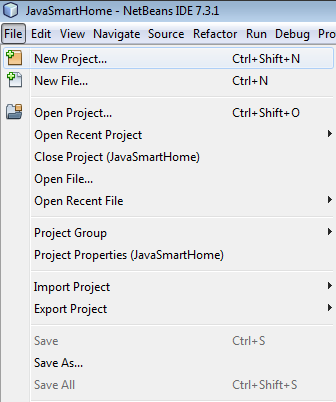 JavaSmartHome - NetBeans IDE 7.3.1
File Edit View Navigate Source Refactor Run Debug Pro
New Project... Ctrl+Shift+N
New File... Ctrl+N
Open Project... Ctrl+Shift+O
Open Recent Project
Close Project (JavaSmartHome)
Open File...
Open Recent File
Project Group
Project Properties (JavaSmartHome)
Import Project
Export Project
Save Ctrl+S
Save As...
Save All Ctrl+Shift+S